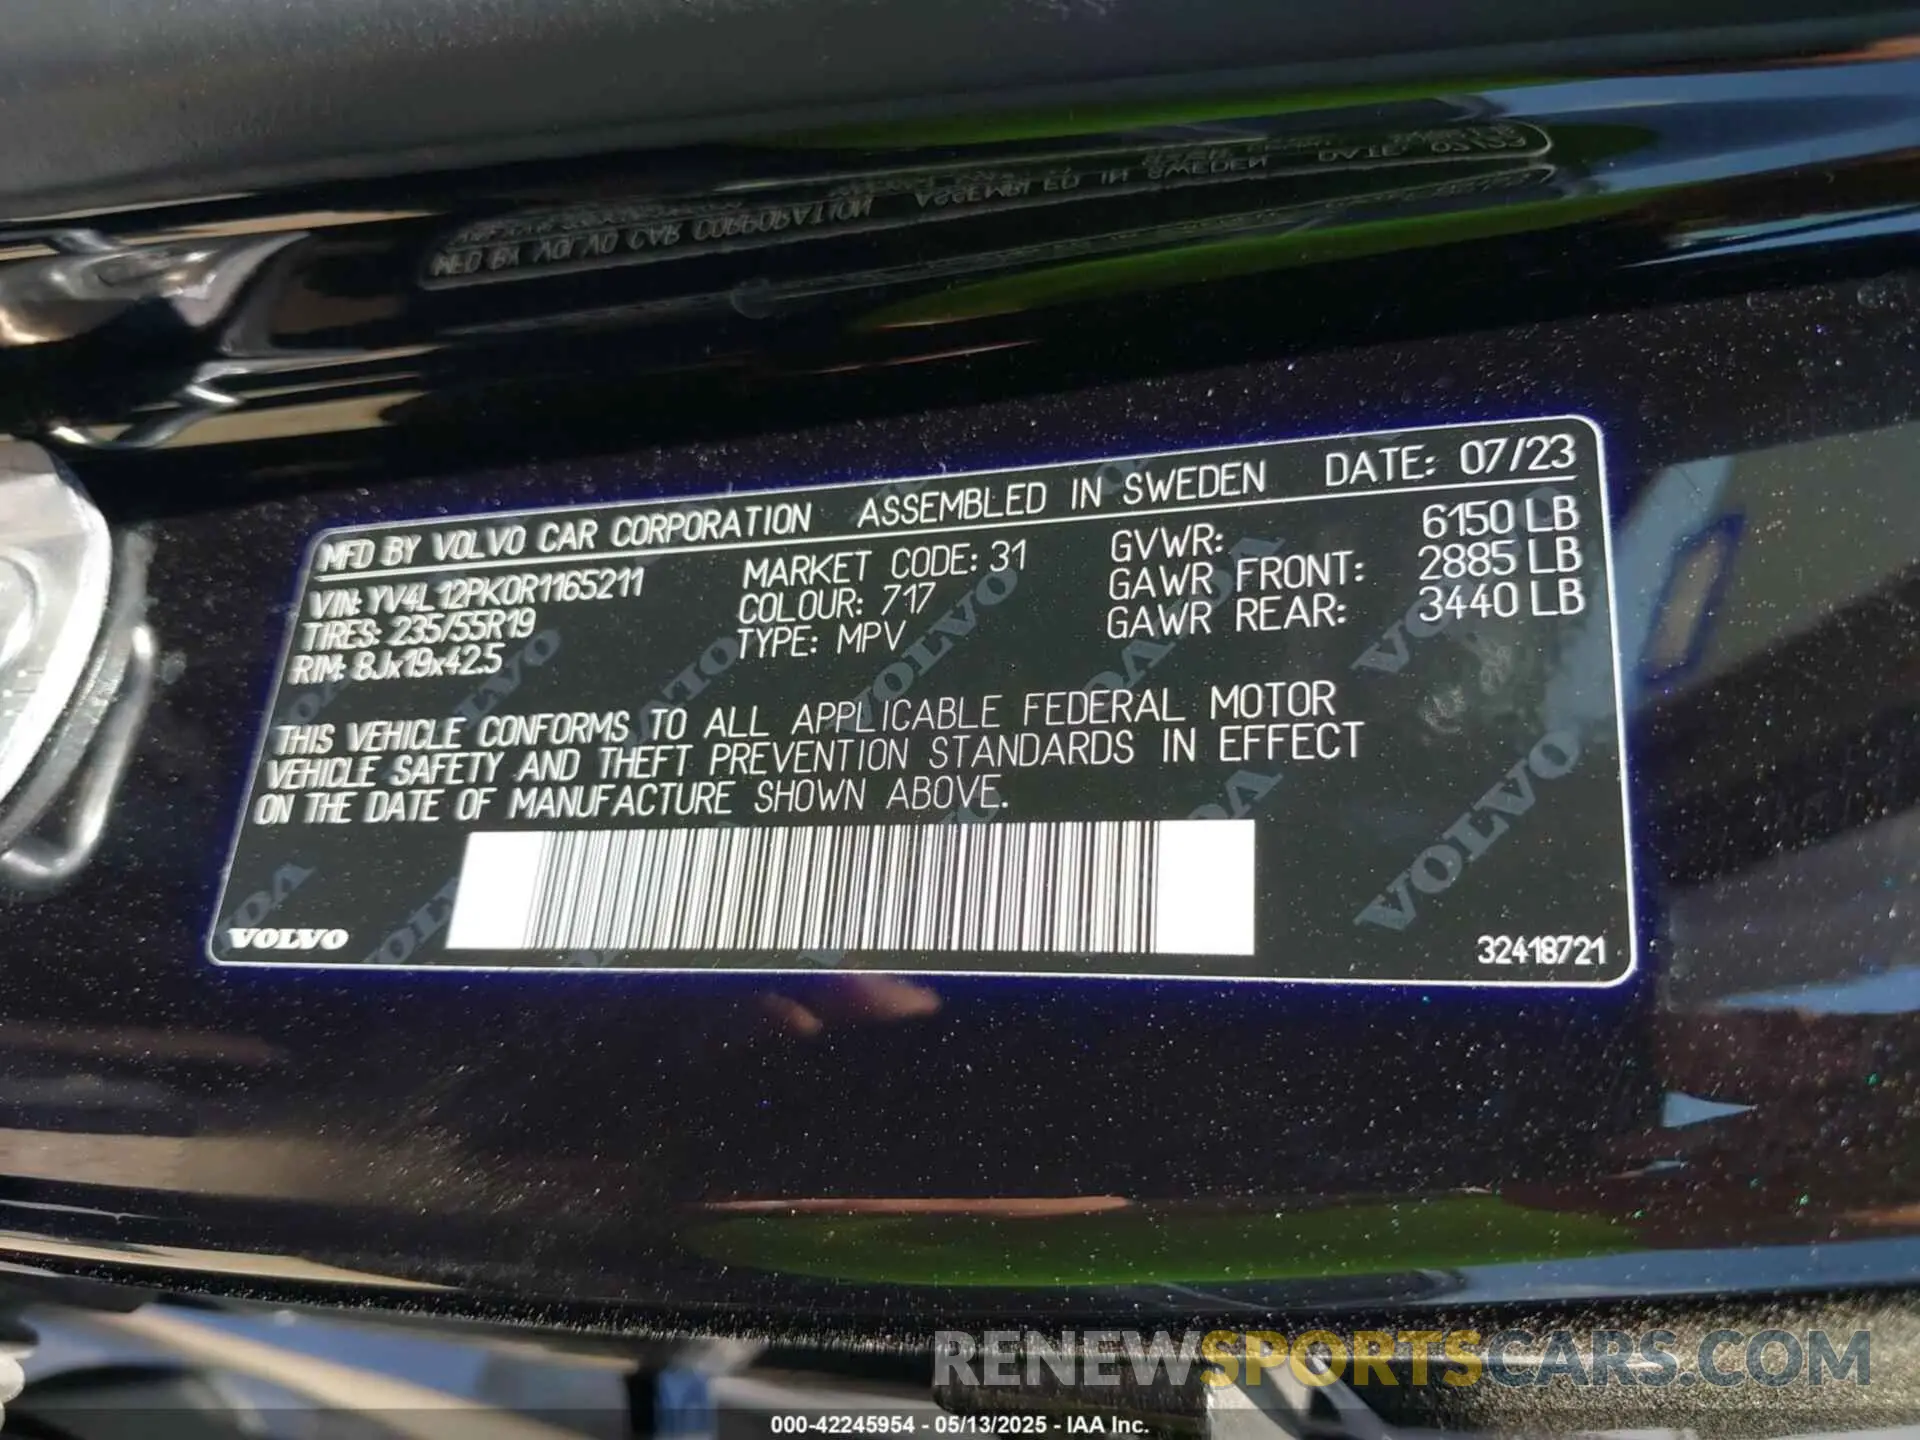 MFD BY VOLVO CAR CORPORATION ASSEMBLED IN SWEDEN DATE: 07/23
VIN: YV4L12PK0R1165211 MARKET CODE: 31 GVWR: 6150 LB
TIRES: 235/55R19 COLOUR: 717 GAWR FRONT: 2885 LB
RIM: 8Jx19x42.5 TYPE: MPV GAWR REAR: 3440 LB
THIS VEHICLE CONFORMS TO ALL APPLICABLE FEDERAL MOTOR
VEHICLE SAFETY AND THEFT PREVENTION STANDARDS IN EFFECT
ON THE DATE OF MANUFACTURE SHOWN ABOVE.
VOLVO 32418721
RENEWSPORTSCARS.COM
000-42245954 - 05/13/2025 - IAA Inc.